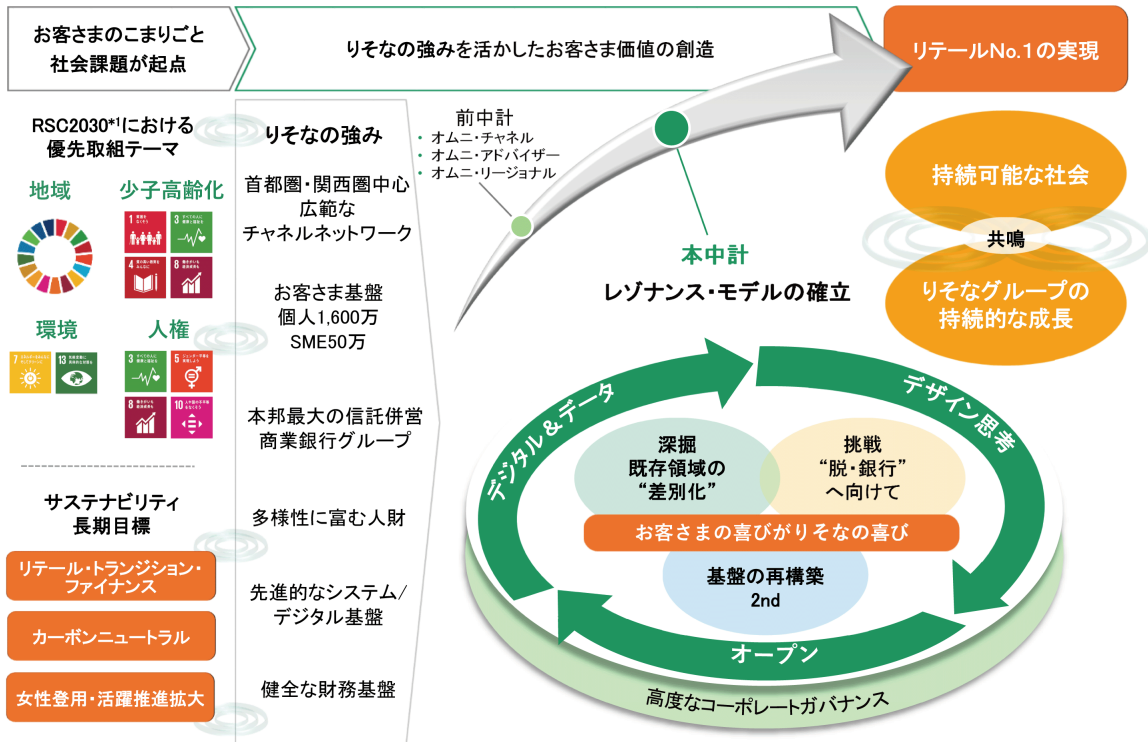 お客さまのこまりごと
社会課題が起点
りそなの強みを活かしたお客さま価値の創造
リテールNo.1の実現
RSC2030*1における
優先取組テーマ
地域
少子高齢化
1
3
4
8
環境
人権
7
13
3
5
8
10
サステナビリティ
長期目標
リテール・トランジション・
ファイナンス
カーボンニュートラル
女性登用・活躍推進拡大
りそなの強み
首都圏・関西圏中心
広範な
チャネルネットワーク
お客さま基盤
個人1,600万
SME50万
本邦最大の信託併営
商業銀行グループ
多様性に富む人財
先進的なシステム/
デジタル基盤
健全な財務基盤
前中計
・ オムニ・チャネル
・ オムニ・アドバイザー
・ オムニ・リージョナル
本中計
レゾナンス・モデルの確立
持続可能な社会
共鳴
りそなグループの
持続的な成長
デジタル&データ
デザイン思考
オープン
深掘
既存領域の
“差別化”
挑戦
“脱・銀行”
へ向けて
お客さまの喜びがりそなの喜び
基盤の再構築
2nd
高度なコーポレートガバナンス